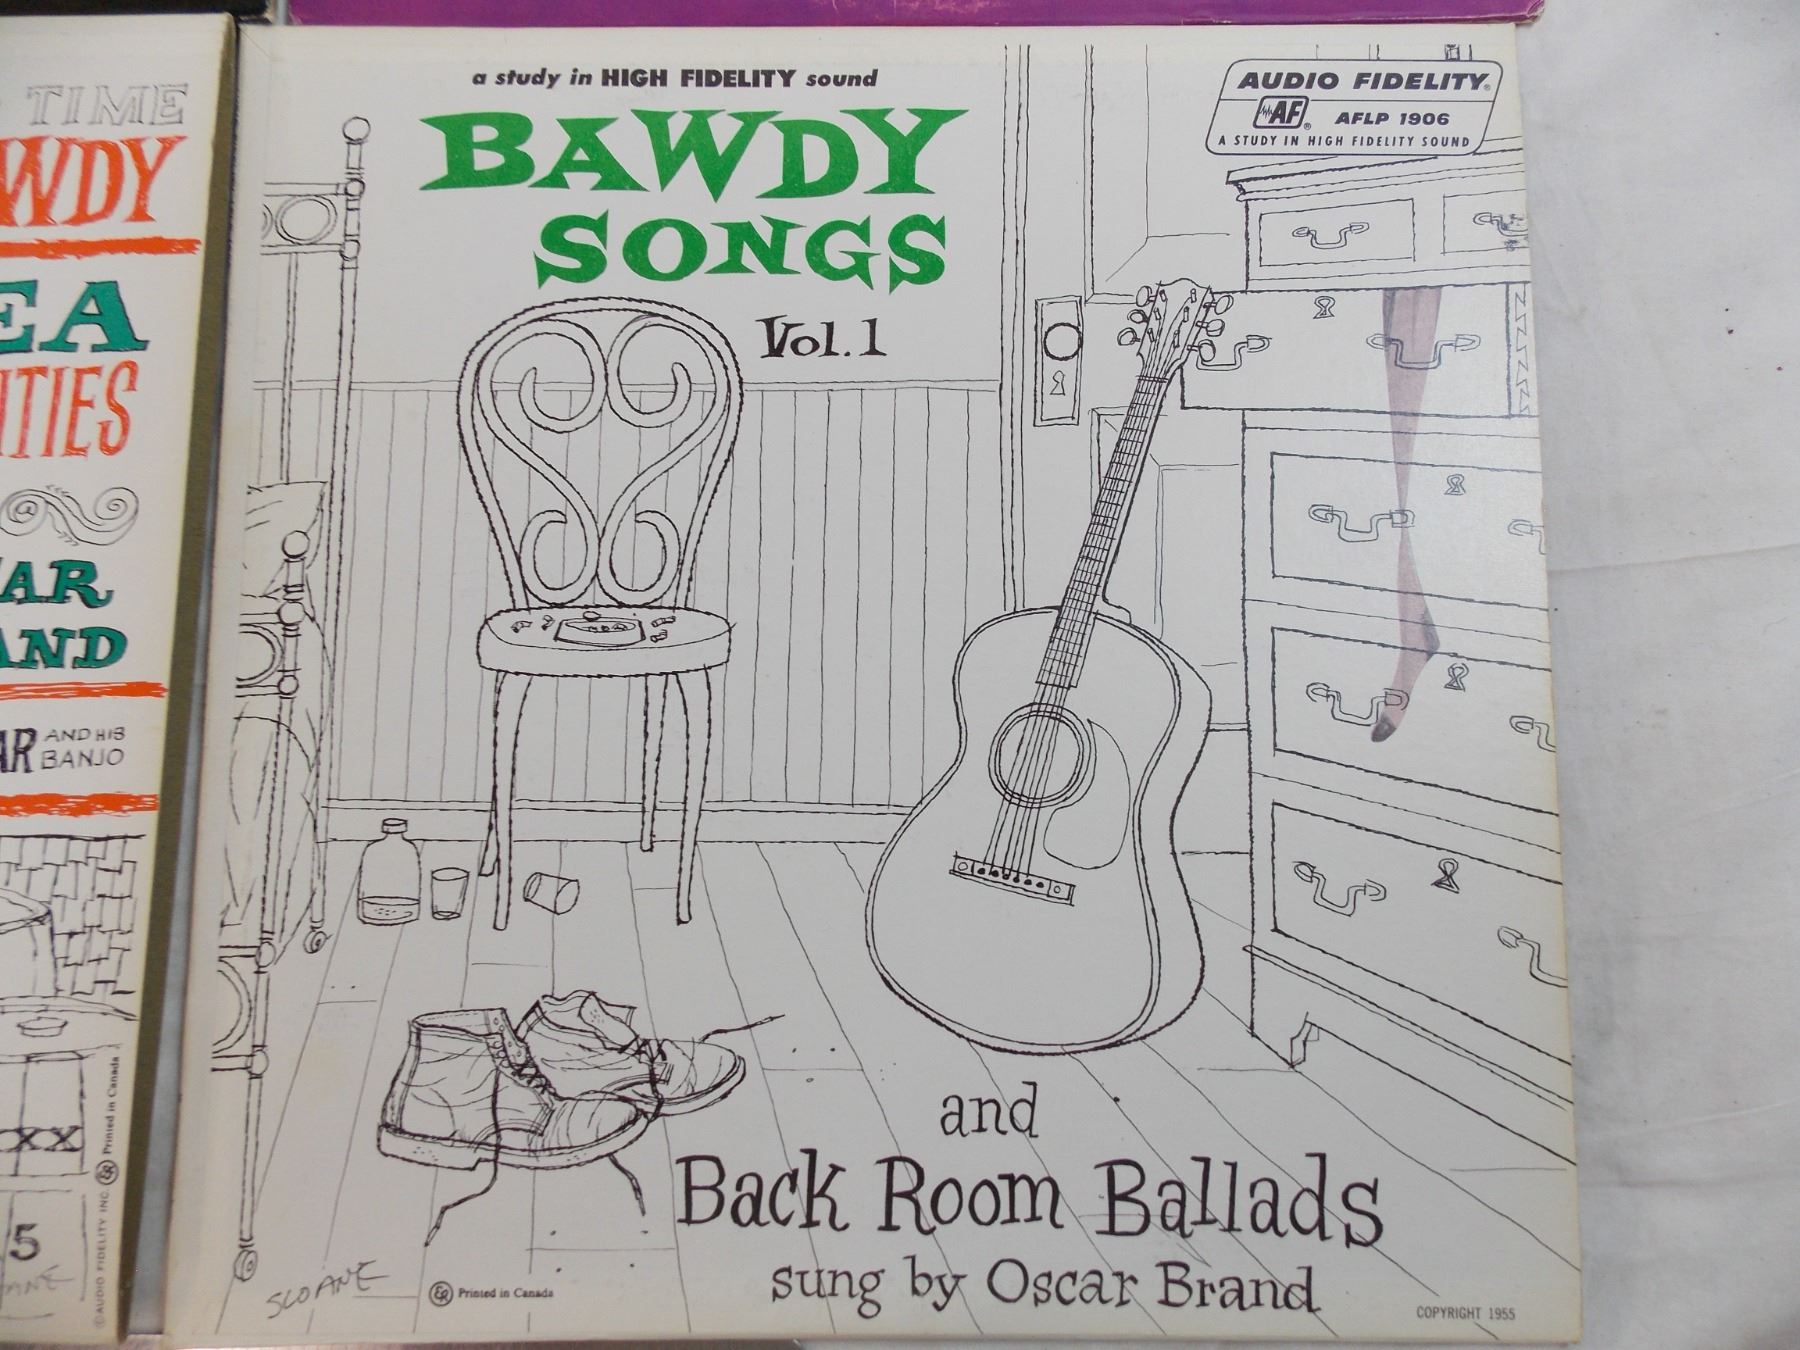 a study in HIGH FIDELITY sound
BAWDY
SONGS
Vol. 1
AUDIO FIDELITY®
AF® AFLP 1906
A STUDY IN HIGH FIDELITY SOUND
and
Back Room Ballads
sung by Oscar Brand
SLOANE
Printed in Canada
COPYRIGHT 1955
TIME
WDY
EA
ITIES
AR
AND
AR AND HIS
BANJO
XX
5
©AUDIO FIDELITY INC. Printed in Canada